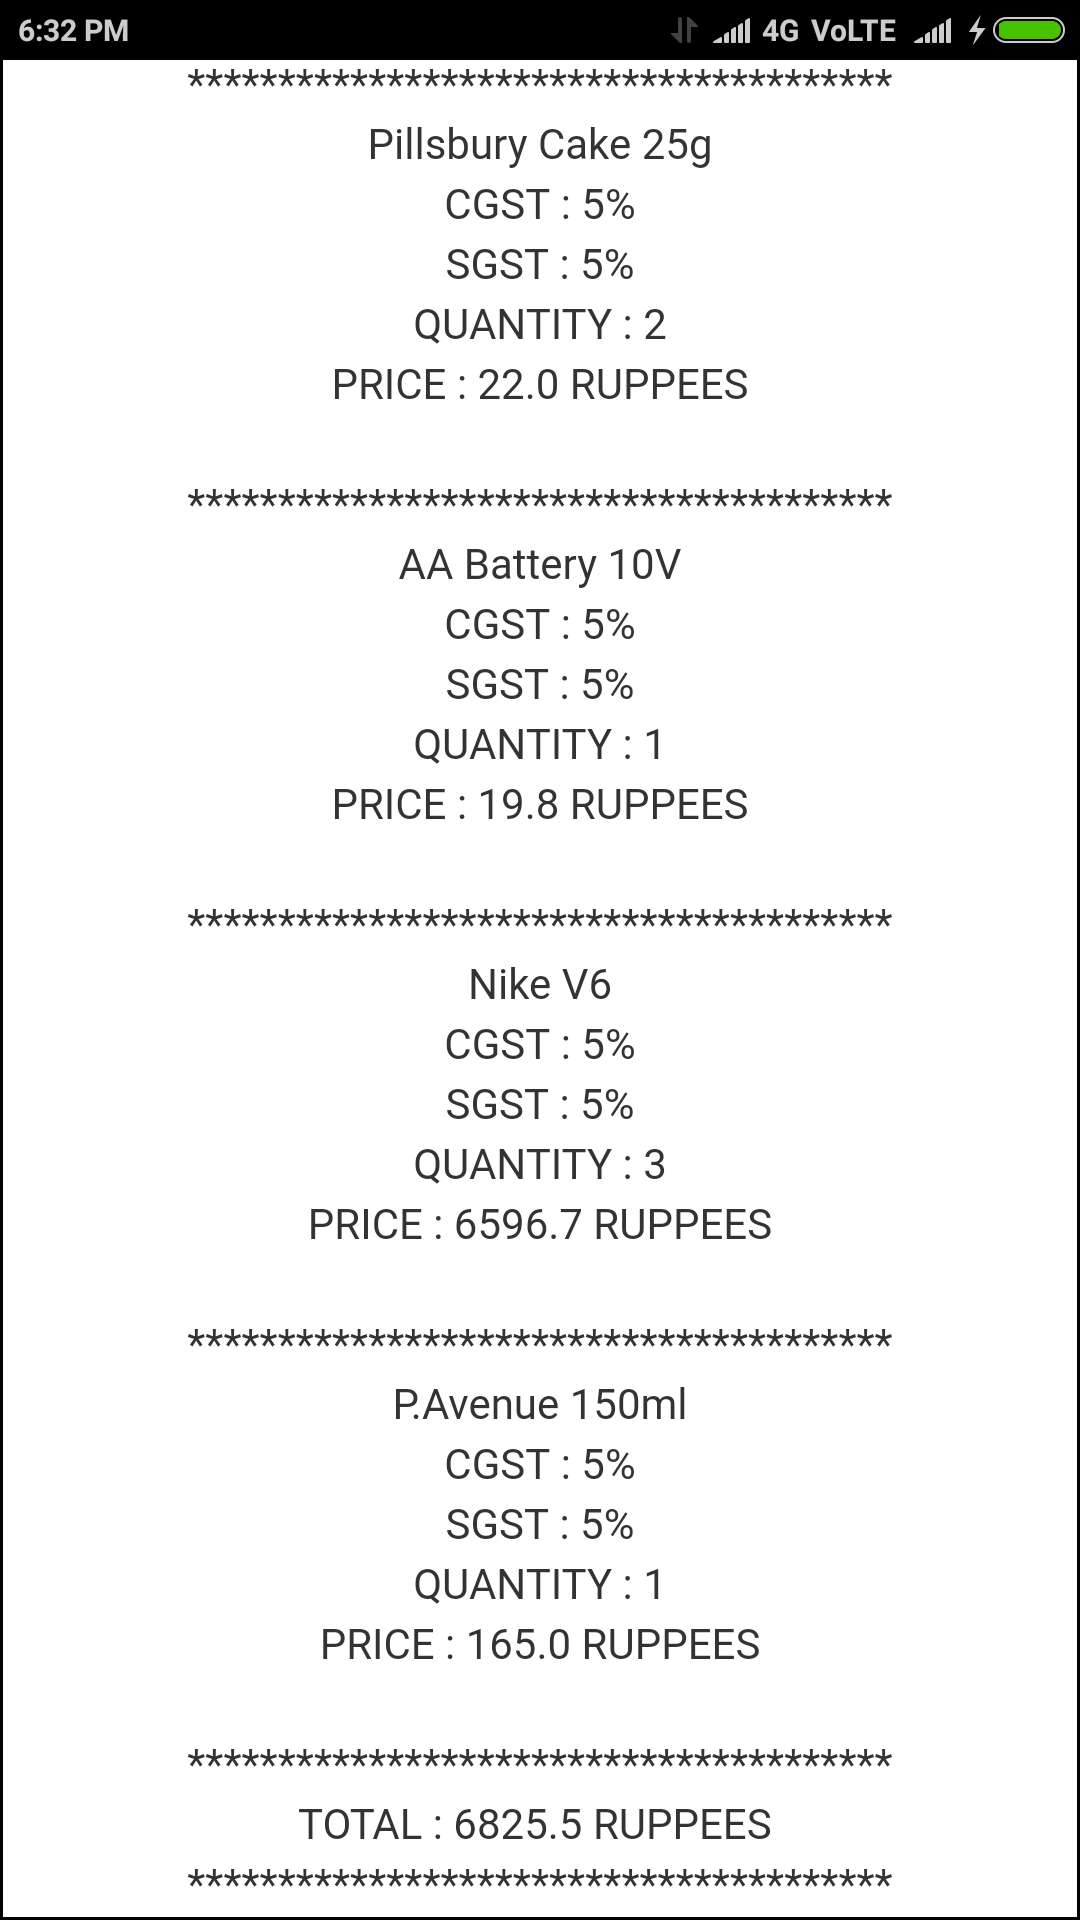 6:32 PM 4G VoLTE
***************************************
Pillsbury Cake 25g
CGST : 5%
SGST : 5%
QUANTITY : 2
PRICE : 22.0 RUPPEES
***************************************
AA Battery 10V
CGST : 5%
SGST : 5%
QUANTITY : 1
PRICE : 19.8 RUPPEES
***************************************
Nike V6
CGST : 5%
SGST : 5%
QUANTITY : 3
PRICE : 6596.7 RUPPEES
***************************************
P.Avenue 150ml
CGST : 5%
SGST : 5%
QUANTITY : 1
PRICE : 165.0 RUPPEES
***************************************
TOTAL : 6825.5 RUPPEES
***************************************